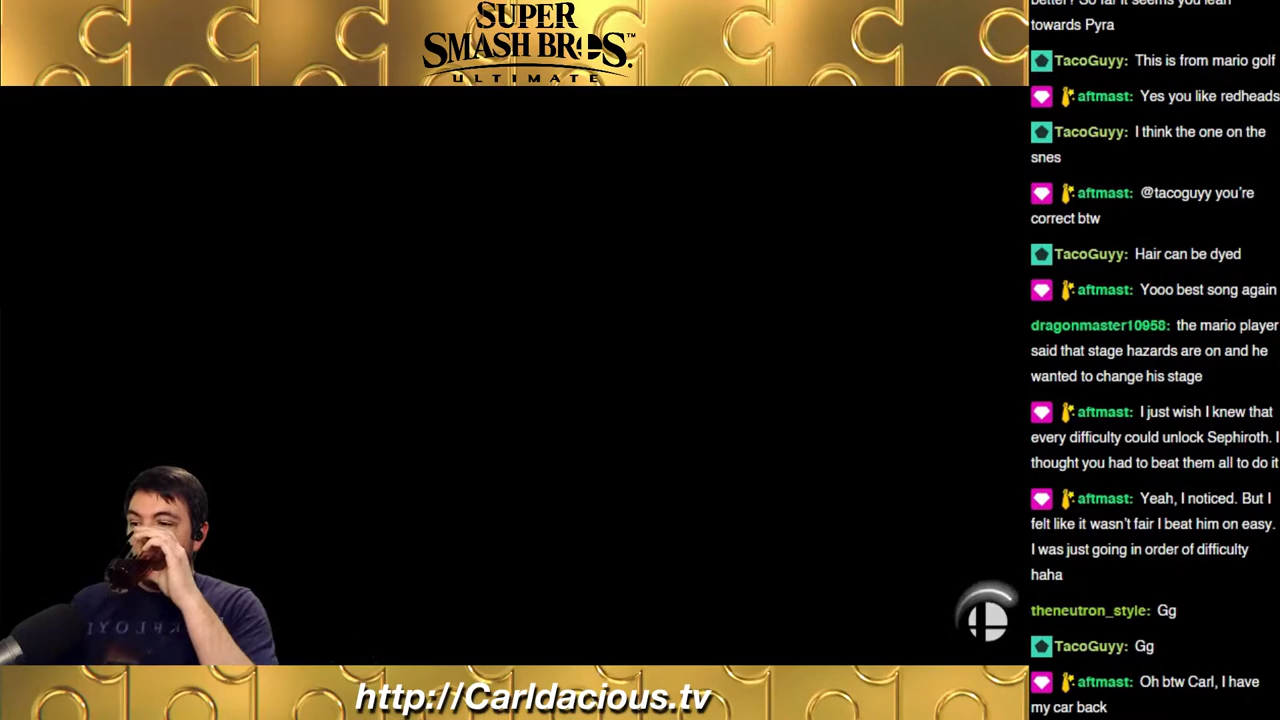 SUPER
SMASH BROS.™
ULTIMATE
better? So far it seems you lean
towards Pyra
TacoGuyy: This is from mario golf
aftmast: Yes you like redheads
TacoGuyy: I think the one on the
snes
aftmast: @tacoguyy you're
correct btw
TacoGuyy: Hair can be dyed
aftmast: Yooo best song again
dragonmaster10958: the mario player
said that stage hazards are on and he
wanted to change his stage
aftmast: I just wish I knew that
every difficulty could unlock Sephiroth. I
thought you had to beat them all to do it
aftmast: Yeah, I noticed. But I
felt like it wasn't fair I beat him on easy.
I was just going in order of difficulty
haha
theneutron_style: Gg
TacoGuyy: Gg
aftmast: Oh btw Carl, I have
my car back
http://Carldacious.tv